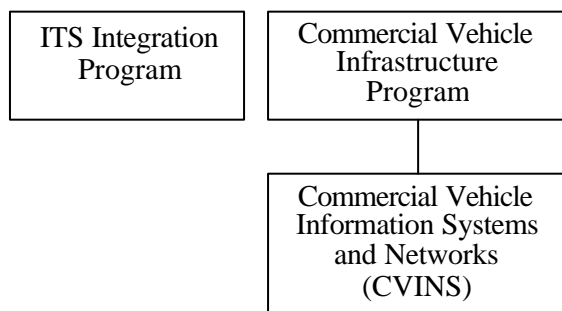 ITS Integration
Program
Commercial Vehicle
Infrastructure
Program
Commercial Vehicle
Information Systems
and Networks
(CVINS)